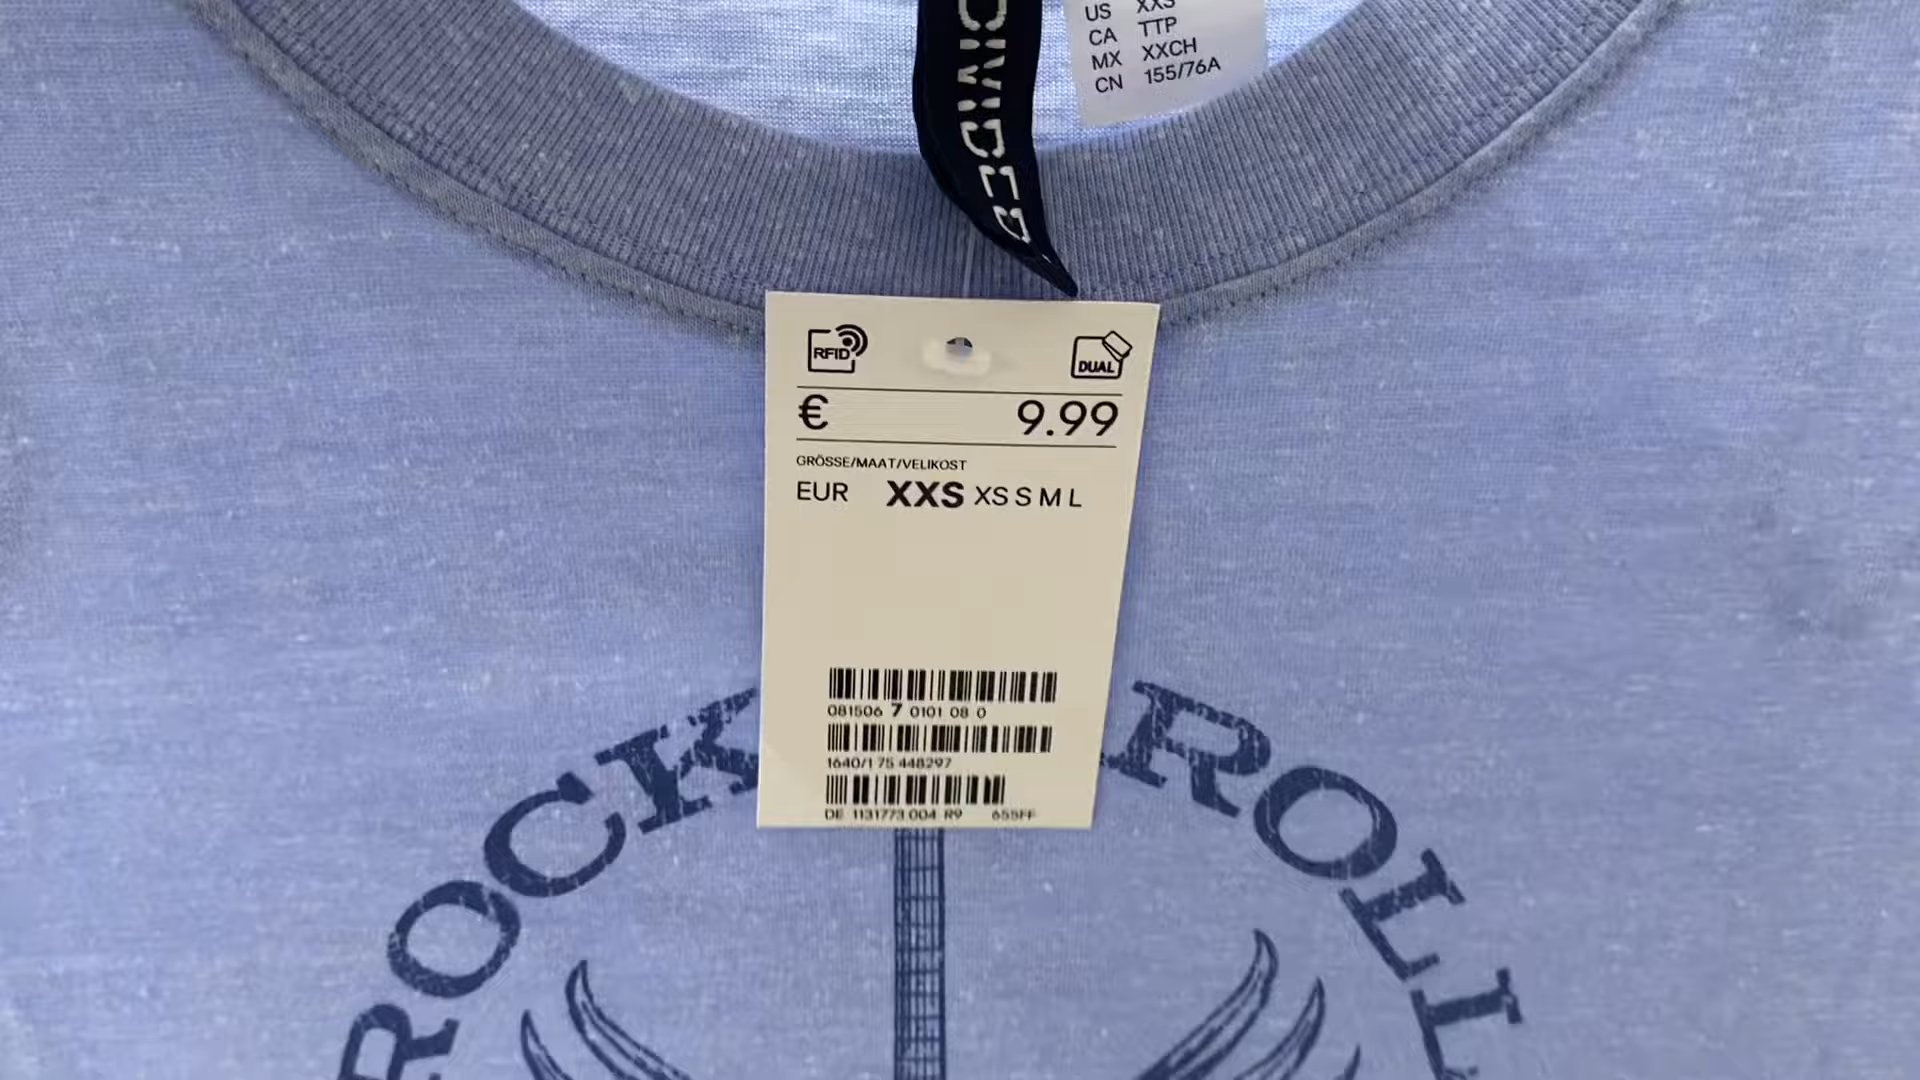 DIVIDED
US XXS
CA TTP
MX XXCH
CN 155/76A
RFID
DUAL
€ 9.99
GRÖSSE/MAAT/VELIKOST
EUR XXS XS S M L
081506 7 0101 08 0
1640/1 75 448297
DE 1131773 004 R9 655FF
ROCK ROLL